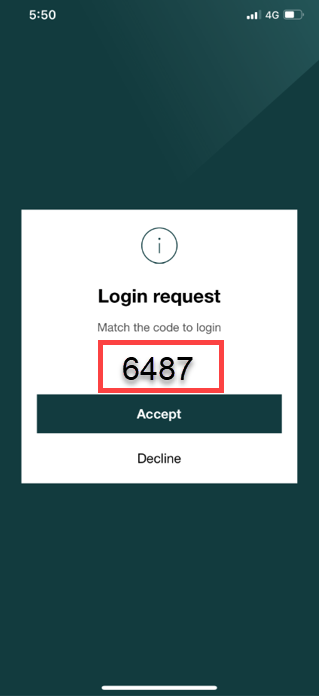 5:50 4G
Login request
Match the code to login
6487
Accept
Decline